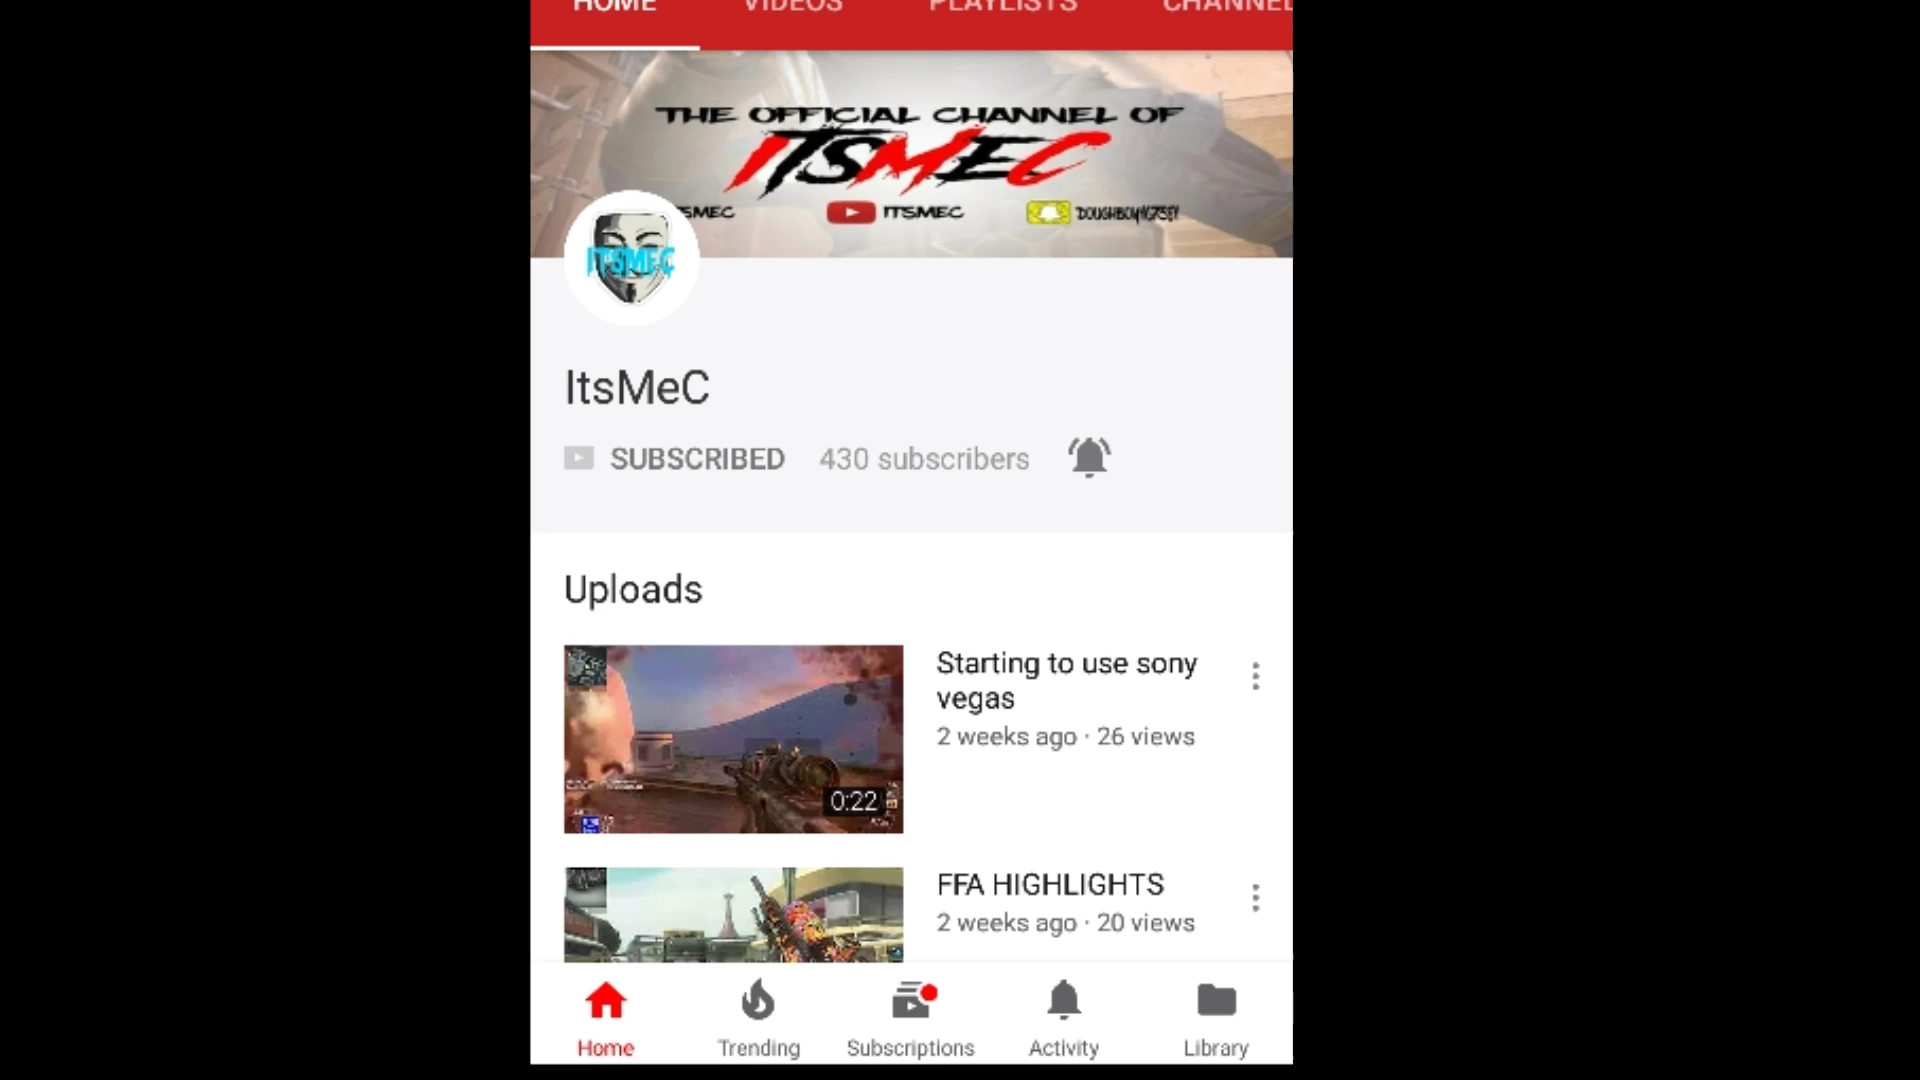 HOME VIDEOS PLAYLISTS CHANNEL
THE OFFICIAL CHANNEL OF
ITSMEC
SMEC ITSMEC
ITSMEC
ItsMeC
SUBSCRIBED 430 subscribers
Uploads
Starting to use sony
vegas
2 weeks ago · 26 views
0:22
FFA HIGHLIGHTS
2 weeks ago · 20 views
Home Trending Subscriptions Activity Library